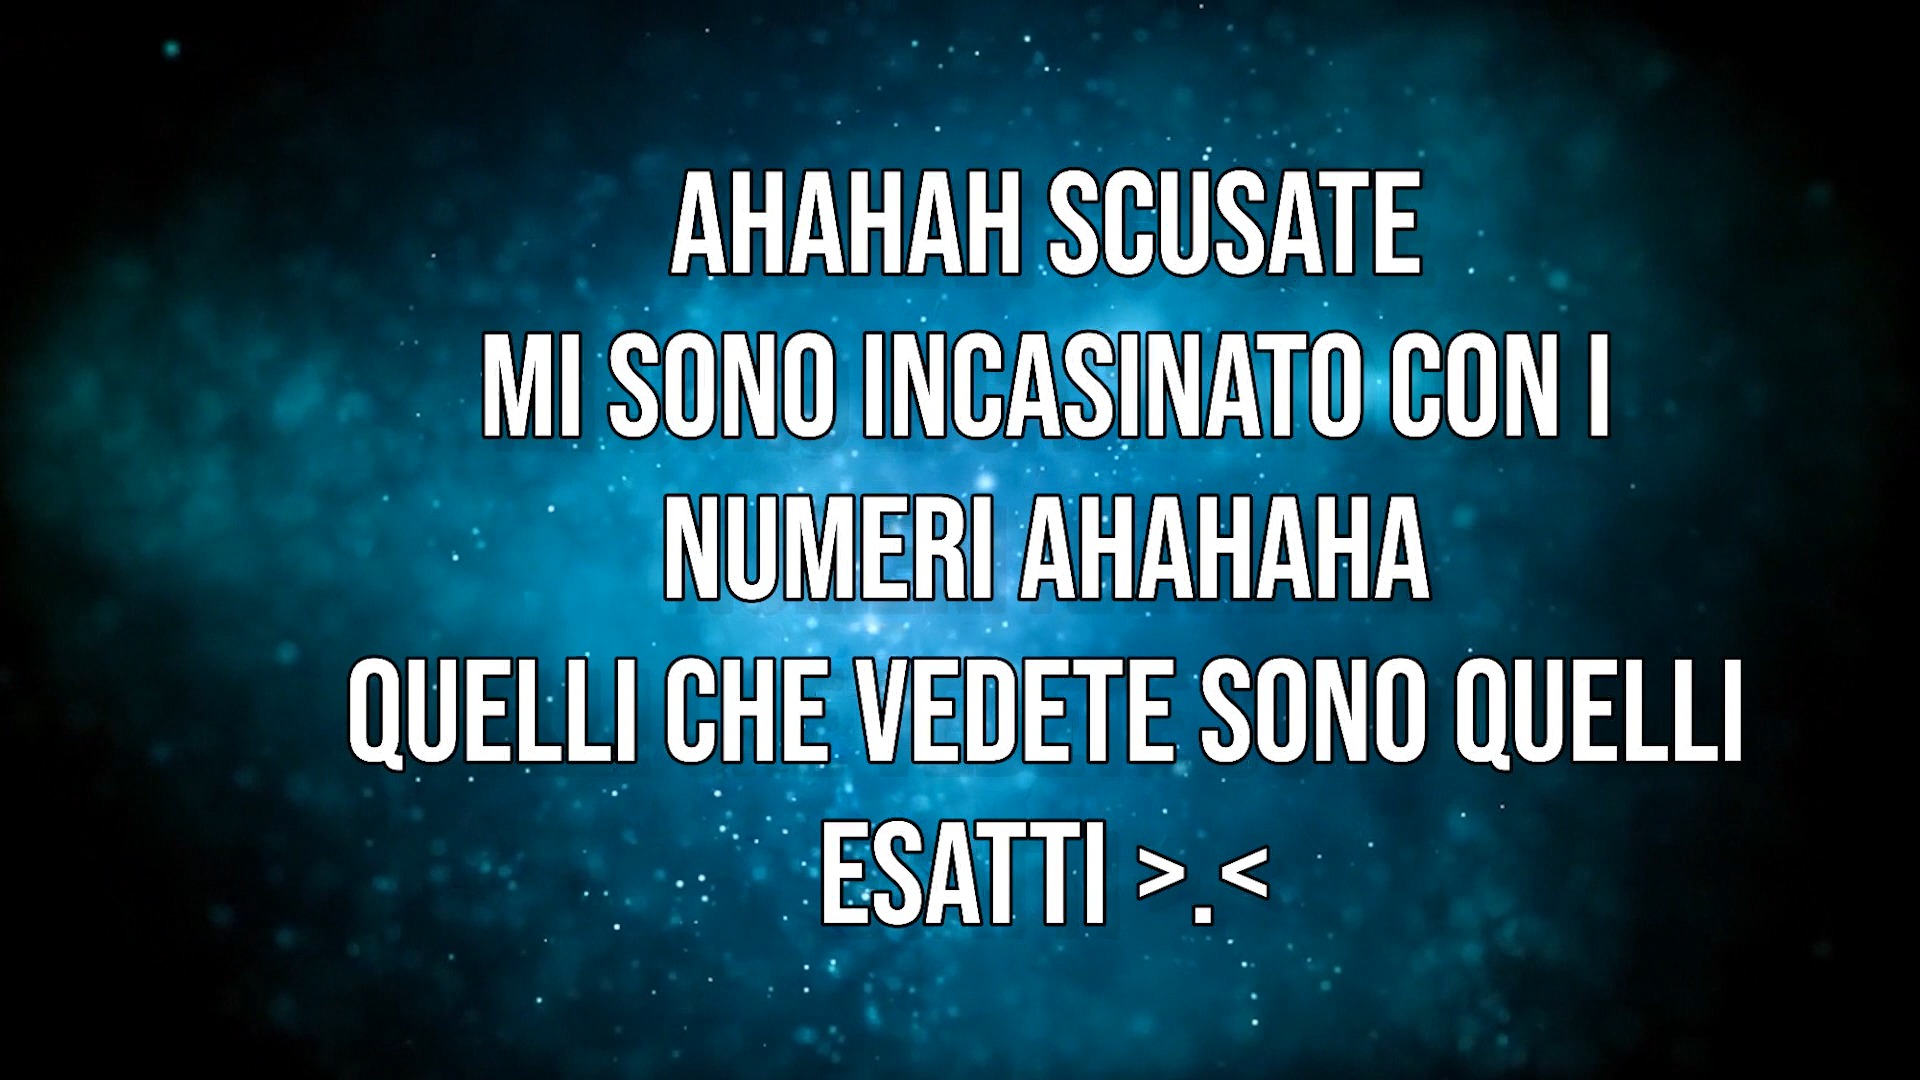 AHAHAH SCUSATE
MI SONO INCASINATO CON I
NUMERI AHAHAHA
QUELLI CHE VEDETE SONO QUELLI
ESATTI >.<